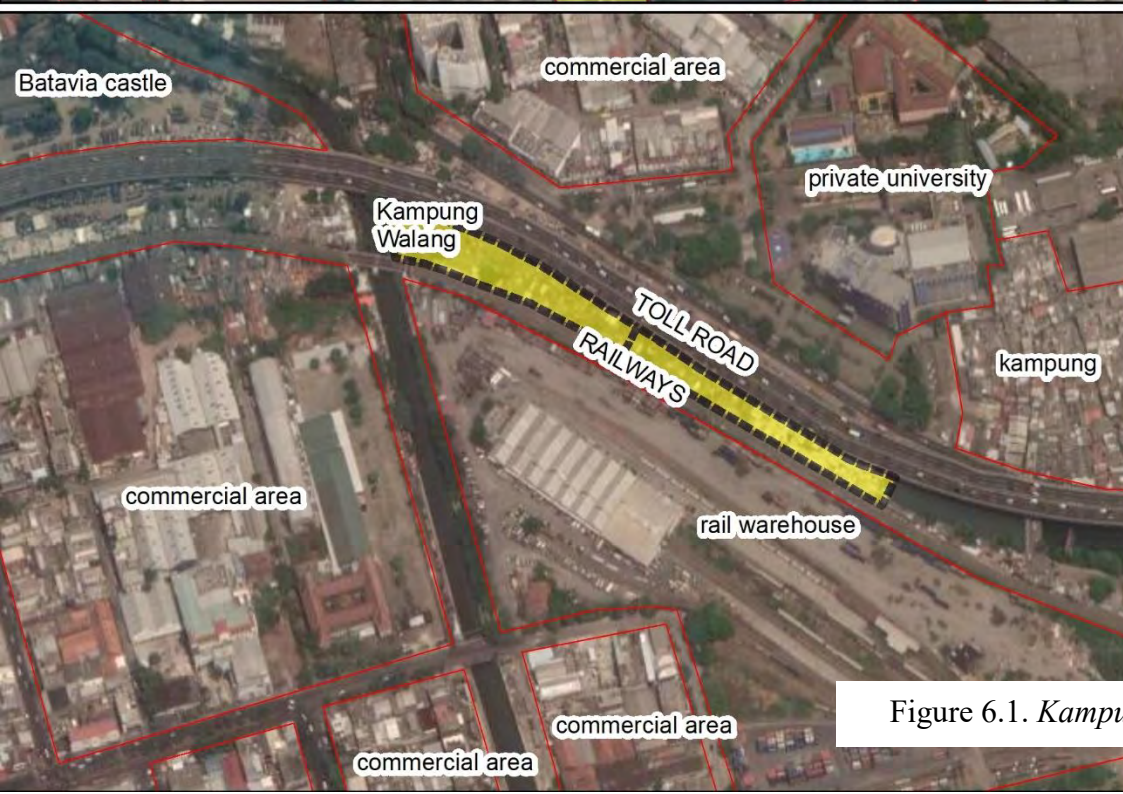 commercial area
Batavia castle
private university
Kampung
Walang
TOLL ROAD
RAILWAYS
kampung
commercial area
rail warehouse
commercial area
commercial area
Figure 6.1. Kampu